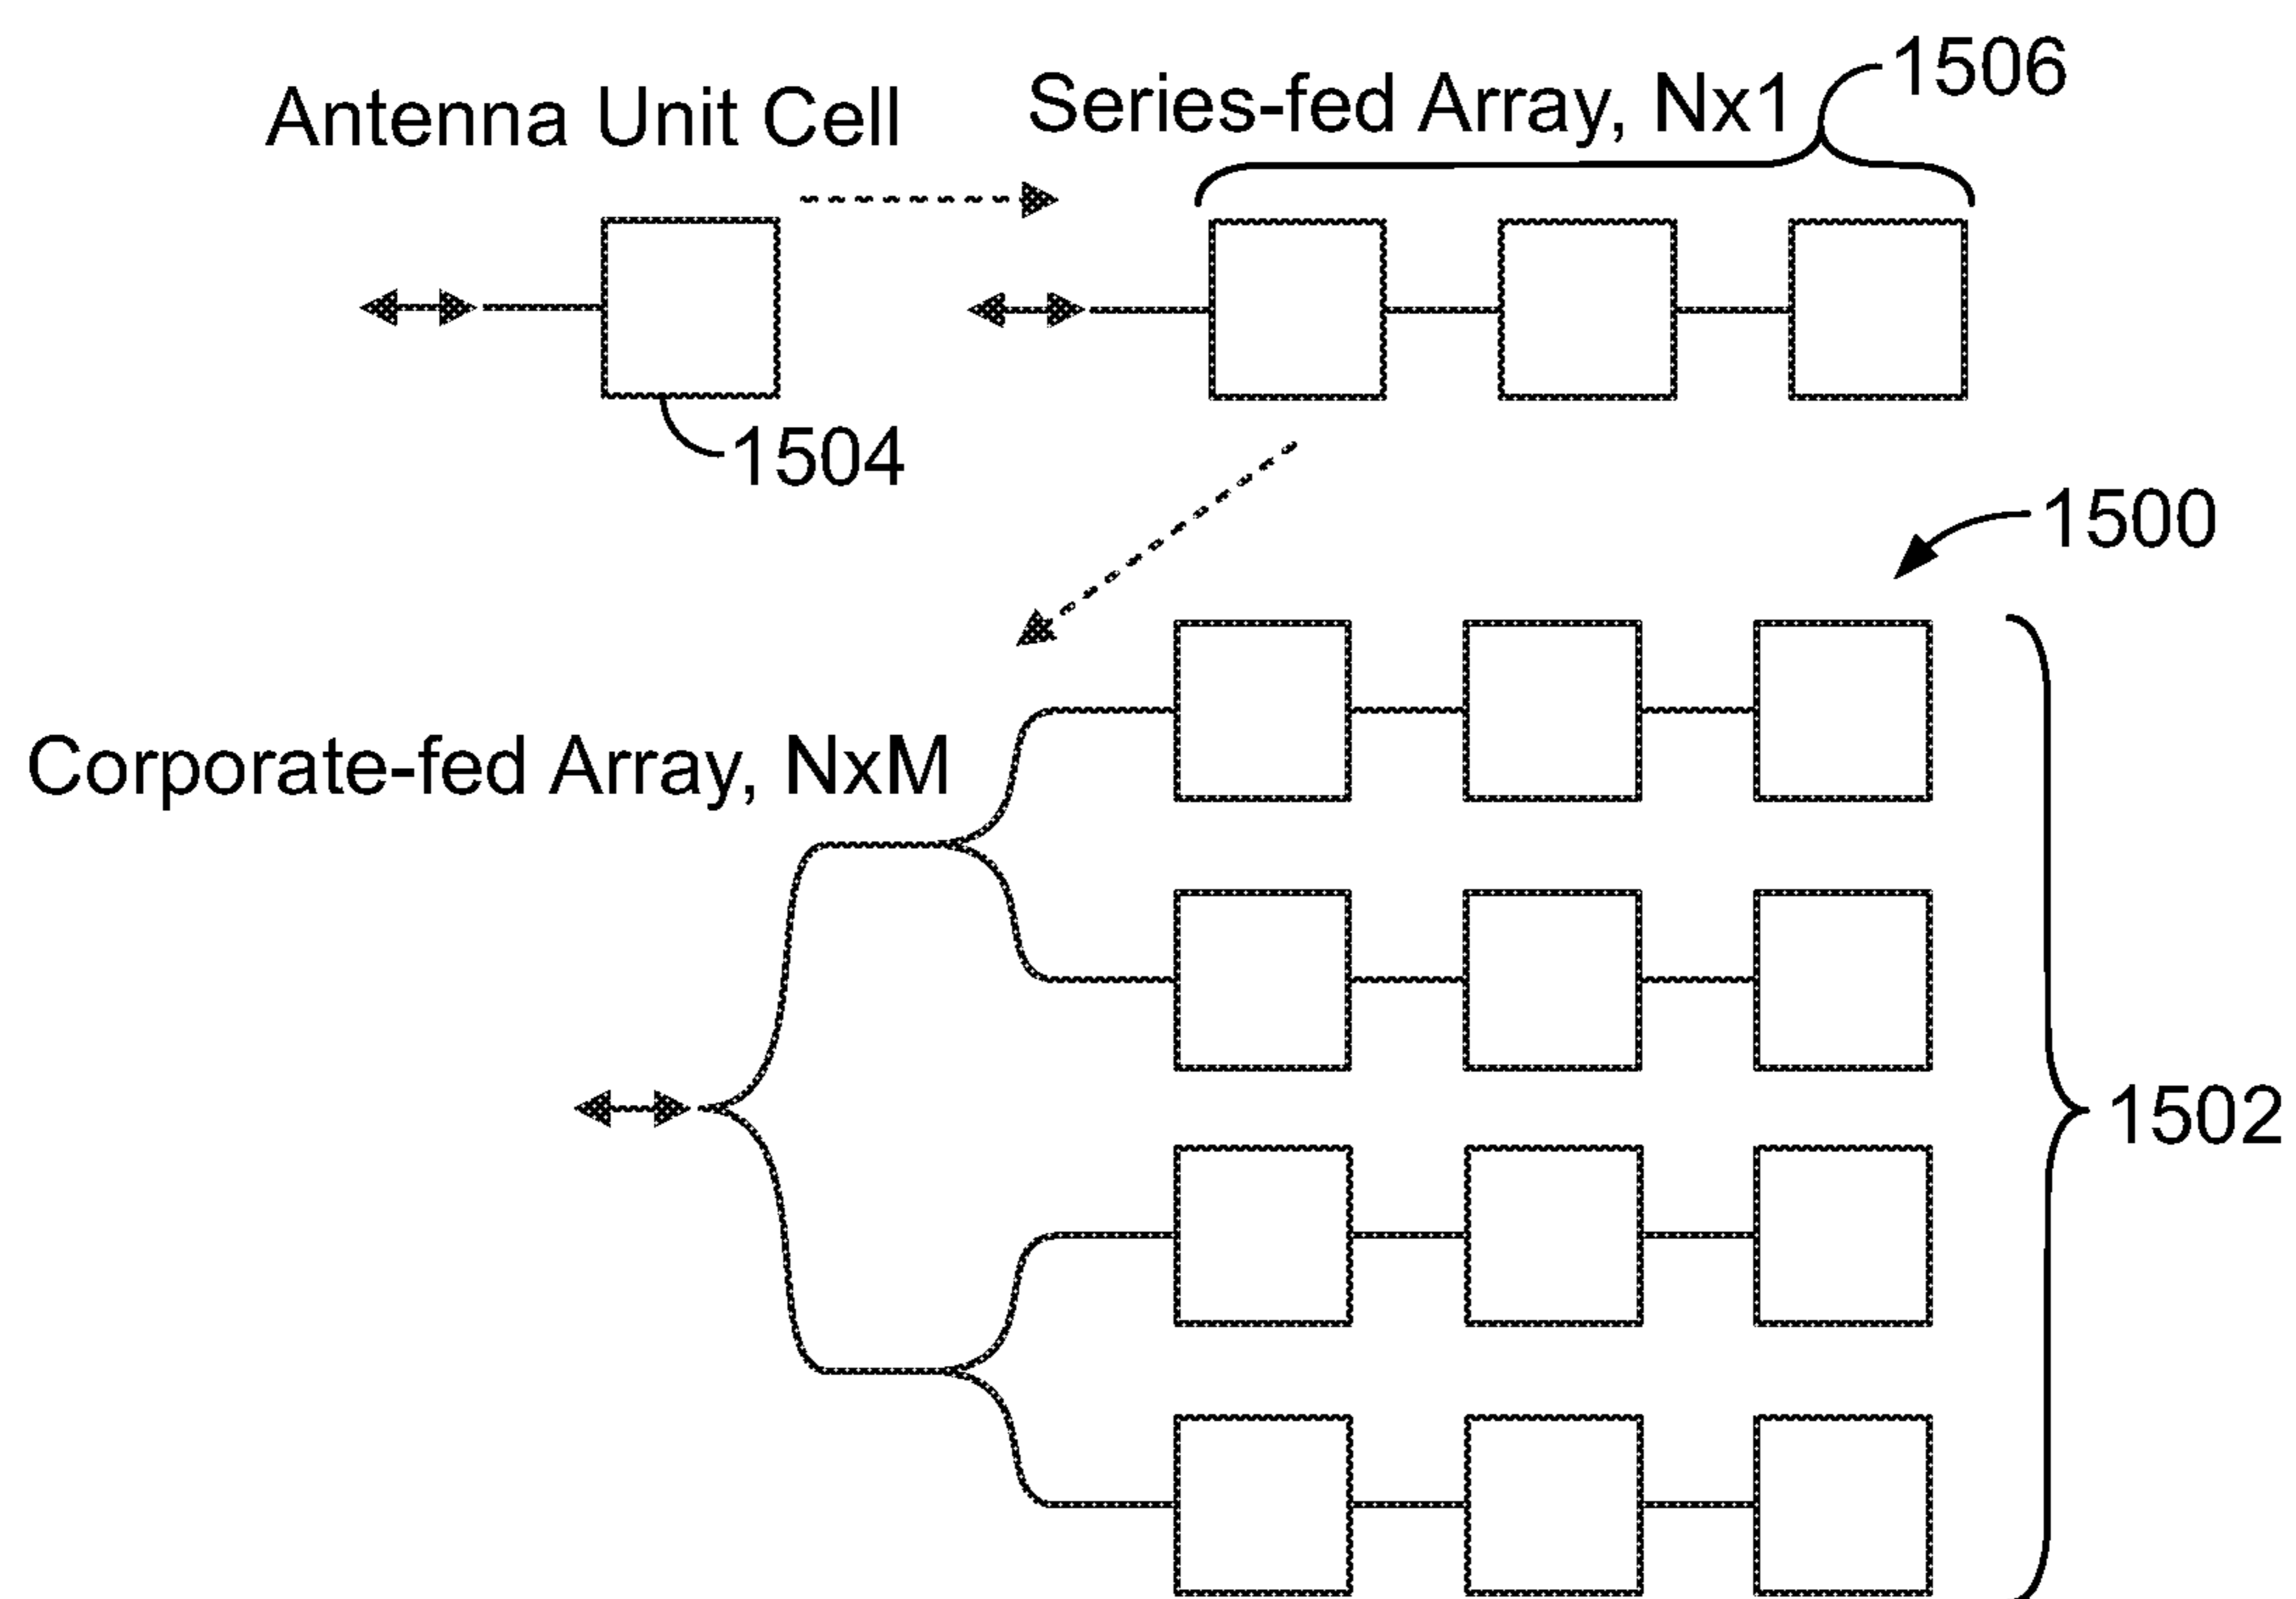 Antenna Unit Cell
Series-fed Array, Nx1
1506
1504
1500
Corporate-fed Array, NxM
1502